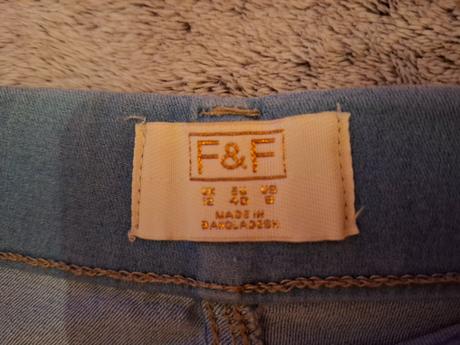 F&F
UK EU US
12 40 8
MADE IN
BANGLADESH